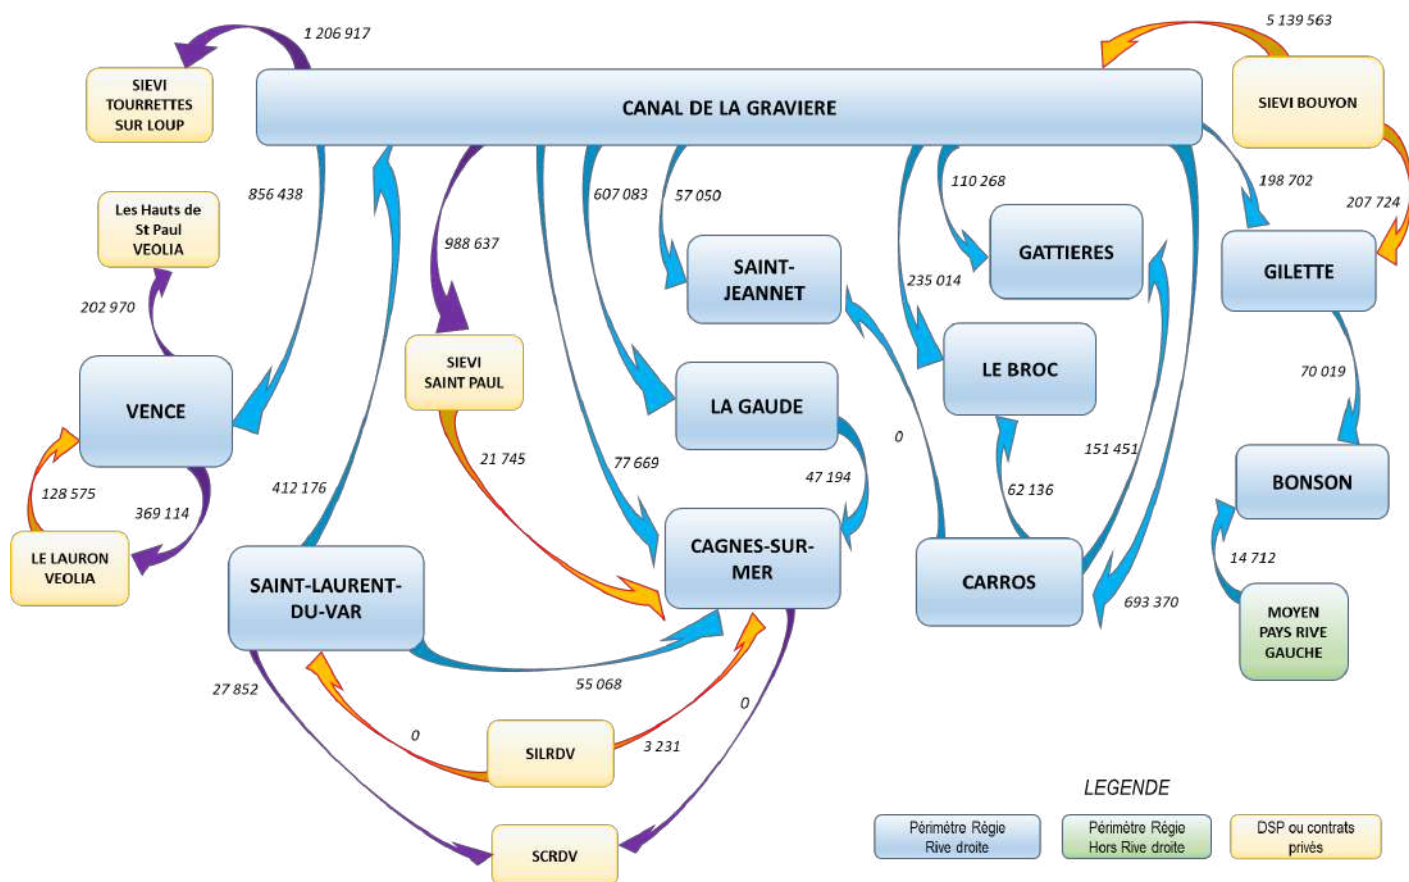 1 206 917
5 139 563
SIEVI
TOURRETTES
SUR LOUP
CANAL DE LA GRAVIERE
SIEVI BOUYON
856 438
607 083
57 050
110 268
198 702
207 724
Les Hauts de
St Paul
VEOLIA
988 637
SAINT-
JEANNET
GATTIERES
GILETTE
202 970
235 014
SIEVI
SAINT PAUL
LE BROC
70 019
VENCE
LA GAUDE
0
151 451
21 745
77 669
47 194
62 136
BONSON
128 575
369 114
412 176
LE LAURON
VEOLIA
SAINT-LAURENT-
DU-VAR
CAGNES-SUR-
MER
CARROS
693 370
14 712
MOYEN
PAYS RIVE
GAUCHE
27 852
55 068
0
0
SILRDV
3 231
SCRDV
LEGENDE
Périmètre Régie
Rive droite
Périmètre Régie
Hors Rive droite
DSP ou contrats
privés